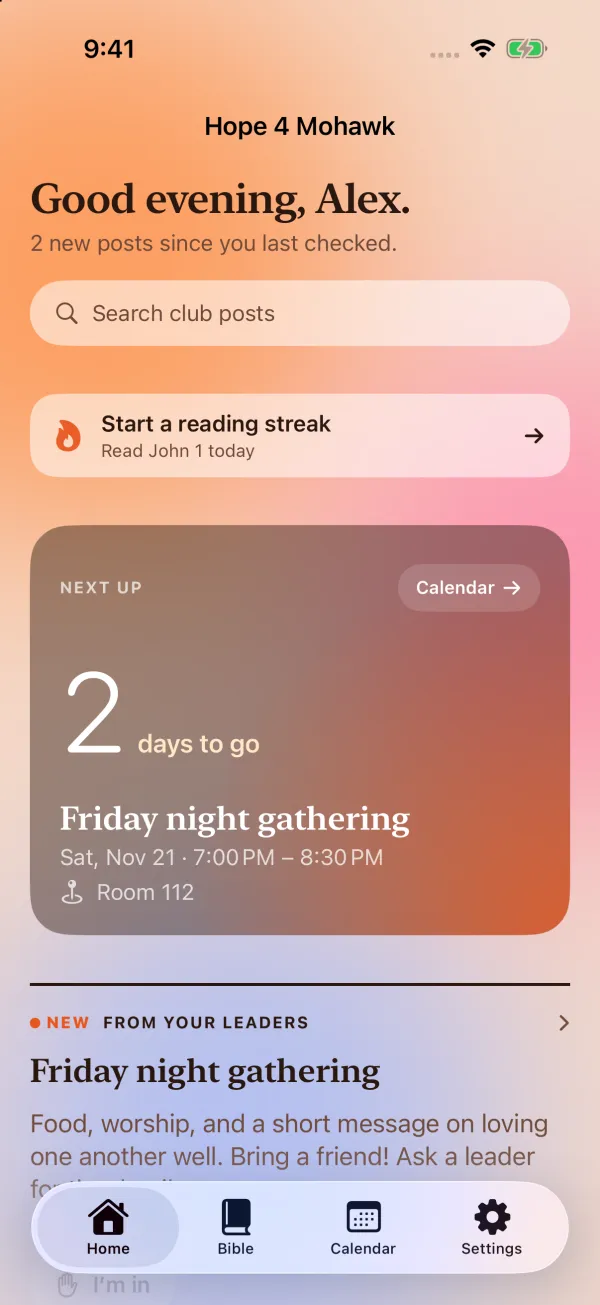 9:41
Hope 4 Mohawk
Good evening, Alex.
2 new posts since you last checked.
Search club posts
Start a reading streak
Read John 1 today
NEXT UP
Calendar →
2 days to go
Friday night gathering
Sat, Nov 21 · 7:00 PM – 8:30 PM
Room 112
NEW FROM YOUR LEADERS
Friday night gathering
Food, worship, and a short message on loving
one another well. Bring a friend! Ask a leader
Home
Bible
Calendar
Settings
I'm in